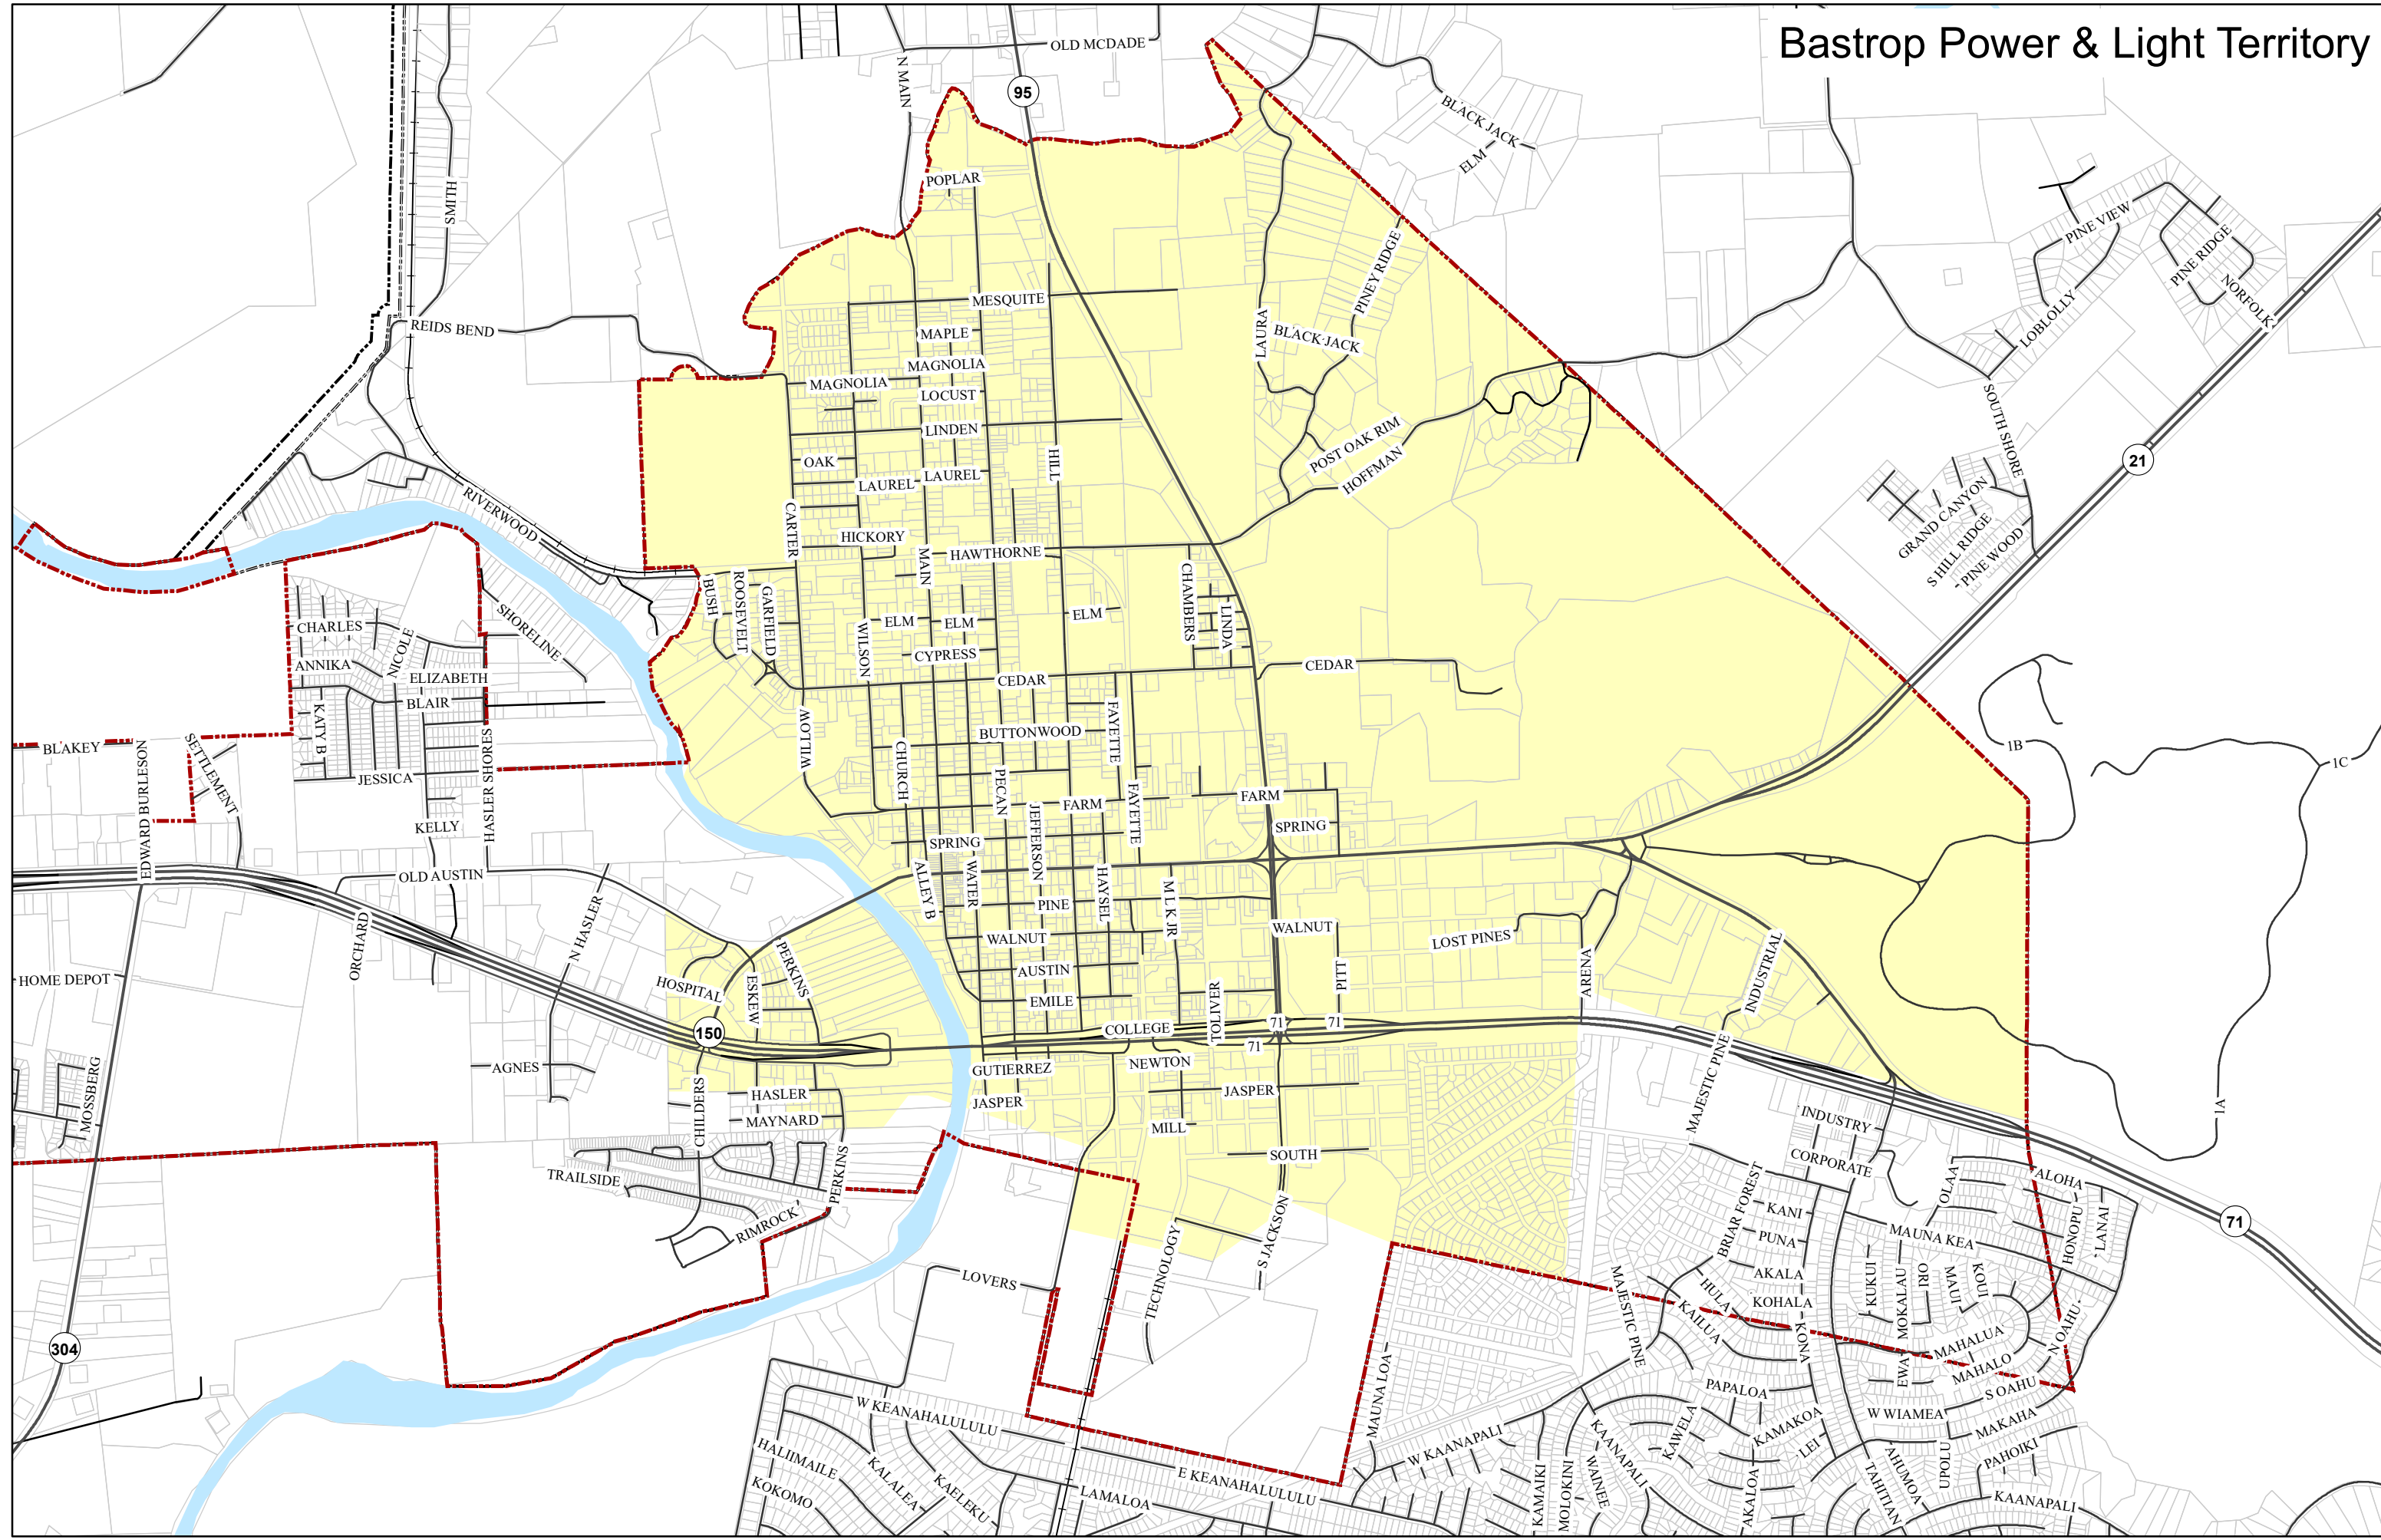 Bastrop Power & Light Territory
OLD MCDADE
N MAIN
95
BLACK JACK
ELM
SMITH
POPLAR
PINE VIEW
PINE RIDGE
NORFOLK
LOBLOLLY
PINEY RIDGE
LAURA
BLACK JACK
MESQUITE
REIDS BEND
MAPLE
MAGNOLIA
MAGNOLIA
LOCUST
LINDEN
SOUTH SHORE
21
POST OAK RIM
HOFFMAN
OAK
HILL
LAUREL
LAUREL
CARTER
RIVERWOOD
GRAND CANYON
S HILL RIDGE
PINE WOOD
HICKORY
MAIN
HAWTHORNE
BUSH
ROOSEVELT
GARFIELD
CHAMBERS
LINDA
SHORELINE
CHARLES
NICOLE
ANNIKA
ELIZABETH
BLAIR
KATY B
WILSON
ELM
ELM
ELM
CYPRESS
CEDAR
CEDAR
WILLOW
FAYETTE
BUTTONWOOD
BLAKEY
EDWARD BURLESON
SETTLEMENT
JESSICA
HASLER SHORES
CHURCH
PECAN
1B
1C
FARM
FARM
FAYETTE
JEFFERSON
SPRING
SPRING
KELLY
OLD AUSTIN
ALLEY B
WATER
HAYSEL
M L K JR
PINE
WALNUT
WALNUT
LOST PINES
ORCHARD
N HASLER
PERKINS
HOSPITAL
ESKEW
AUSTIN
EMILE
TOLIVER
PITT
ARENA
INDUSTRIAL
HOME DEPOT
150
COLLEGE
71
71
71
NEWTON
GUTIERREZ
JASPER
JASPER
AGNES
HASLER
MAYNARD
CHILDERS
MOSSBERG
MILL
SOUTH
MAJESTIC PINE
INDUSTRY
CORPORATE
1A
TRAILSIDE
PERKINS
RIMROCK
OLAA
ALOHA
BRIAR FOREST
KANI
PUNA
AKALA
KOHALA
MAUNA KEA
HONOPU
LANAI
71
S JACKSON
TECHNOLOGY
LOVERS
MAJESTIC PINE
HULA
KAILUA
KONA
KUKUI
MOKALAU
IRO
MAUI
KOUI
MAHALUA
MAHALO
N OAHU
EWA
S OAHU
304
MAUNA LOA
PAPALOA
W WIAMEA
MAKAHA
PAHOIKI
W KEANAHALULULU
E KEANAHALULULU
W KAANAPALI
KAANAPALI
KAWELA
KAMAKOA
LEI
AHUMOA
UPOLU
TAHITIAN
KAANAPALI
HALIIMAILE
KALALEA
KAELEKU
KOKOMO
LAMALOA
KAMAIKI
MOLOKINI
WAINEE
AKALOA